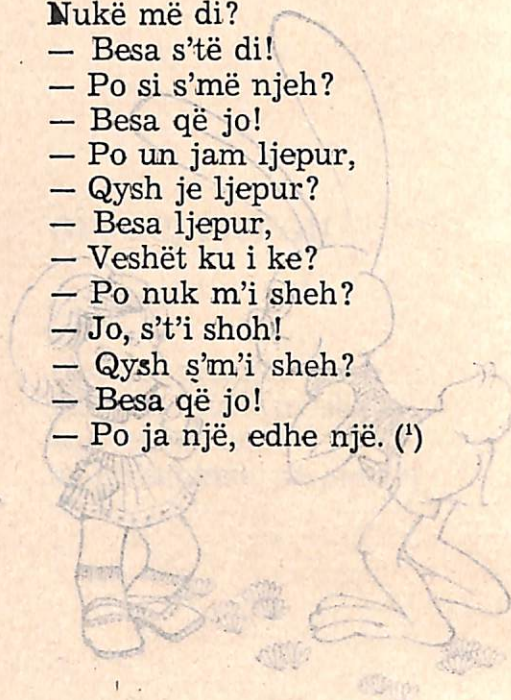 Nukë më di?
— Besa s'të di!
— Po si s'më njeh?
— Besa që jo!
— Po un jam ljepur,
— Qysh je ljepur?
— Besa ljepur,
— Veshët ku i ke?
— Po nuk m'i sheh?
— Jo, s't'i shoh!
— Qysh s'm'i sheh?
— Besa që jo!
— Po ja një, edhe një. (¹)